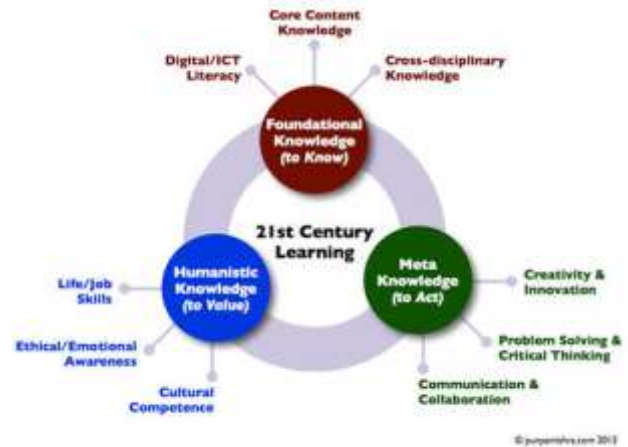 Core Content
Knowledge
Digital/ICT
Literacy
Cross-disciplinary
Knowledge
Foundational
Knowledge
(to Know)
21st Century
Learning
Humanistic
Knowledge
(to Value)
Meta
Knowledge
(to Act)
Life/Job
Skills
Ethical/Emotional
Awareness
Cultural
Competence
Creativity &
Innovation
Problem Solving &
Critical Thinking
Communication &
Collaboration